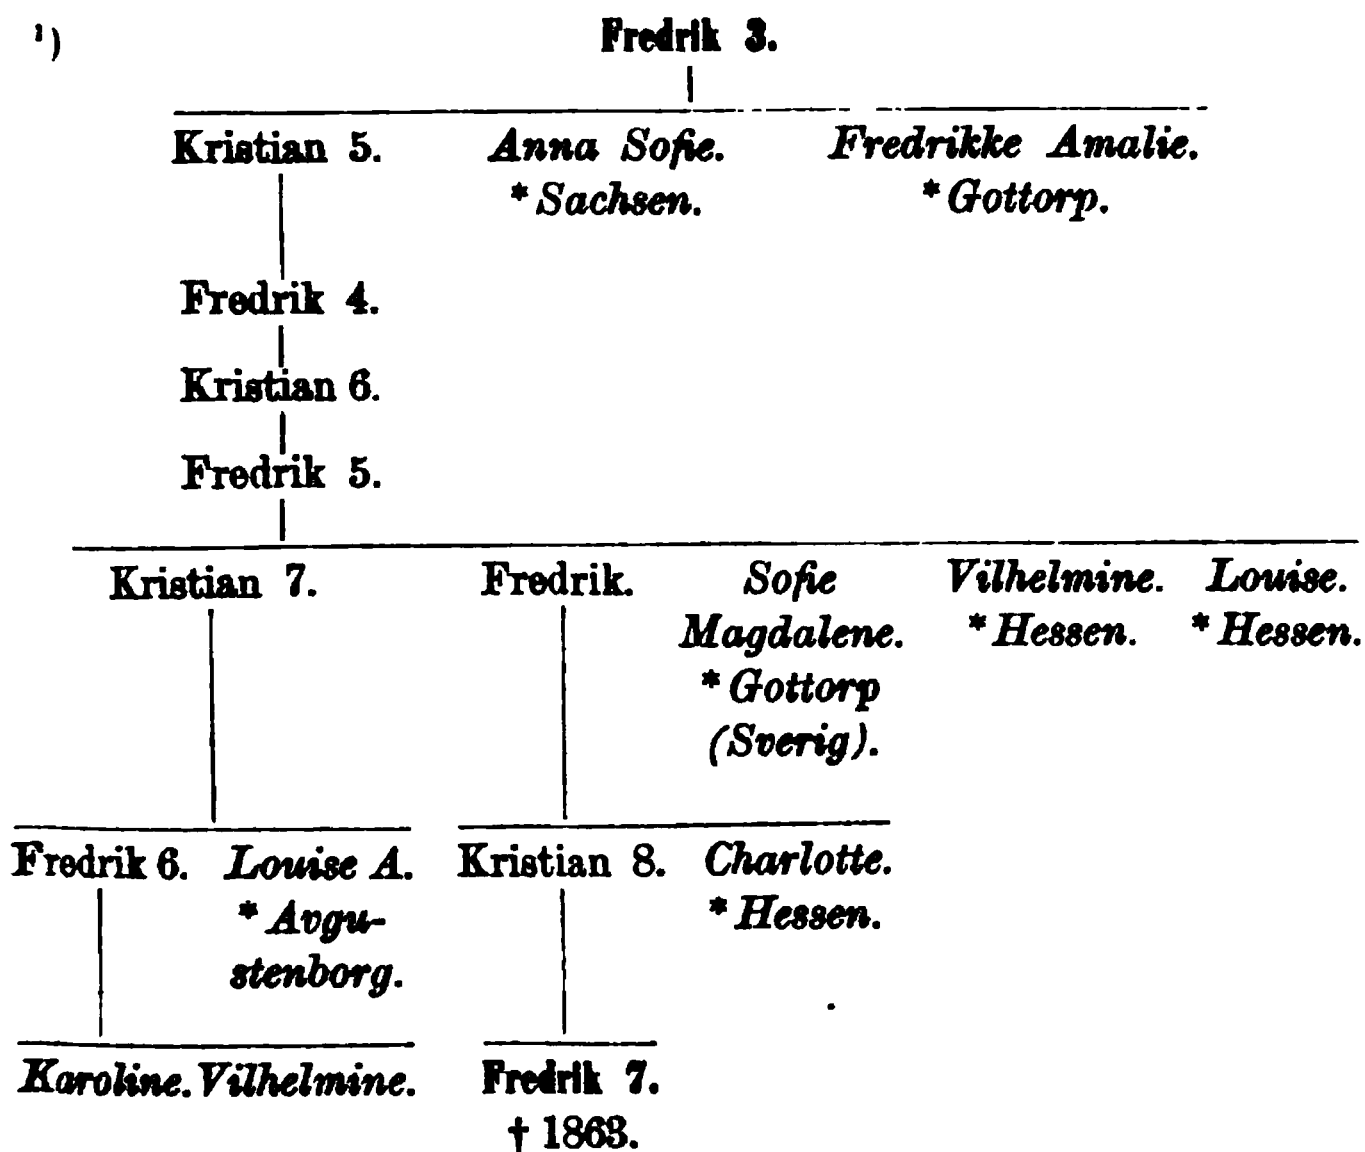 ¹) Fredrik 3.
Kristian 5. Anna Sofie. Fredrikke Amalie.
* Sachsen. * Gottorp.
Fredrik 4.
Kristian 6.
Fredrik 5.
Kristian 7. Fredrik. Sofie Vilhelmine. Louise.
Magdalene. * Hessen. * Hessen.
* Gottorp
(Sverig).
Fredrik 6. Louise A. Kristian 8. Charlotte.
* Avgu- * Hessen.
stenborg.
Karoline. Vilhelmine. Fredrik 7.
† 1863.